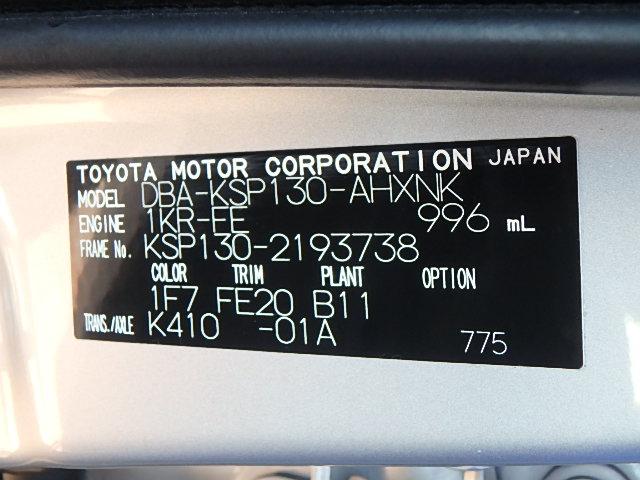 TOYOTA MOTOR CORPORATION JAPAN
MODEL DBA-KSP130-AHXNK
ENGINE 1KR-FE 996 mL
FRAME No. KSP130-2193738
COLOR TRIM PLANT OPTION
1F7 FE20 B11
TRANS./AXLE K410 -01A 775